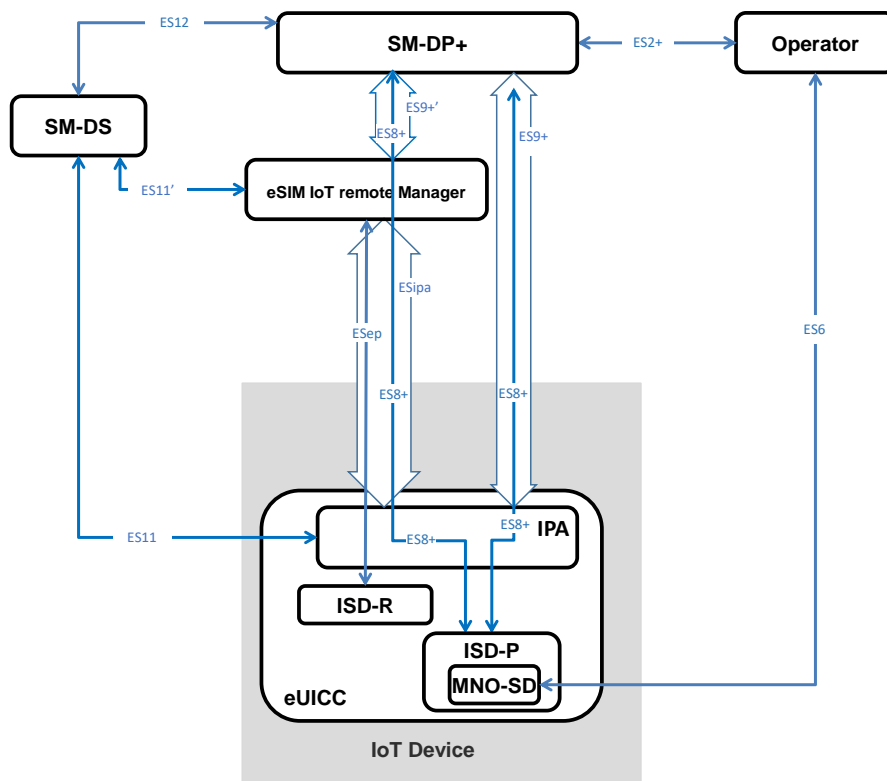 ES12
SM-DP+
ES2+
Operator
SM-DS
ES9+’
ES8+
ES9+
ES11’
eSIM IoT remote Manager
ESipa
ESep
ES6
ES8+
ES8+
IPA
ES8+
ES11
ES8+
ISD-R
ISD-P
MNO-SD
eUICC
IoT Device